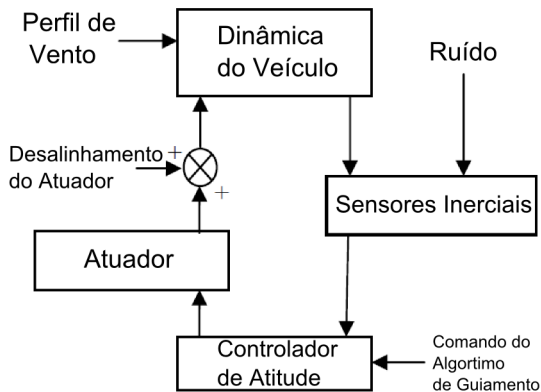 Perfil de
Vento
Dinâmica
do Veículo
Ruído
Desalinhamento
do Atuador
+
+
Sensores Inerciais
Atuador
Controlador
de Atitude
Comando do
Algortimo
de Guiamento